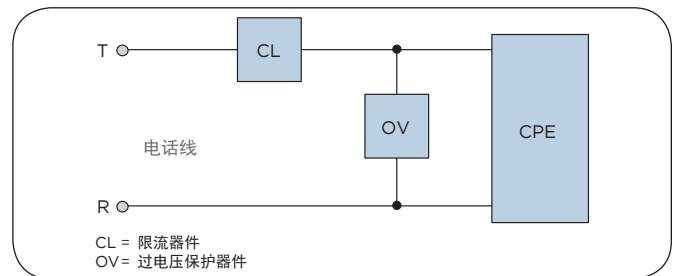 T
CL
OV
CPE
电话线
R
CL = 限流器件
OV = 过电压保护器件